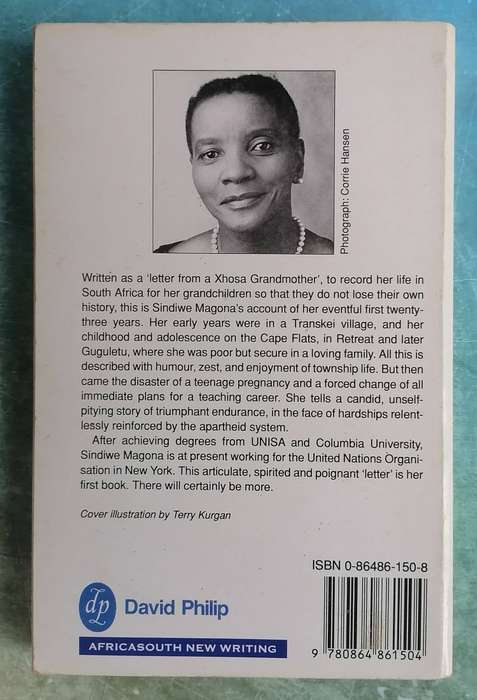 Photograph: Corrie Hansen
Written as a ‘letter from a Xhosa Grandmother’, to record her life in
South Africa for her grandchildren so that they do not lose their own
history, this is Sindiwe Magona's account of her eventful first twenty-
three years. Her early years were in a Transkei village, and her
childhood and adolescence on the Cape Flats, in Retreat and later
Guguletu, where she was poor but secure in a loving family. All this is
described with humour, zest, and enjoyment of township life. But then
came the disaster of a teenage pregnancy and a forced change of all
immediate plans for a teaching career. She tells a candid, unself-
pitying story of triumphant endurance, in the face of hardships relent-
lessly reinforced by the apartheid system.
After achieving degrees from UNISA and Columbia University,
Sindiwe Magona is at present working for the United Nations Organi-
sation in New York. This articulate, spirited and poignant ‘letter’ is her
first book. There will certainly be more.
Cover illustration by Terry Kurgan
ISBN 0-86486-150-8
dp
David Philip
AFRICASOUTH NEW WRITING
9 780864 861504